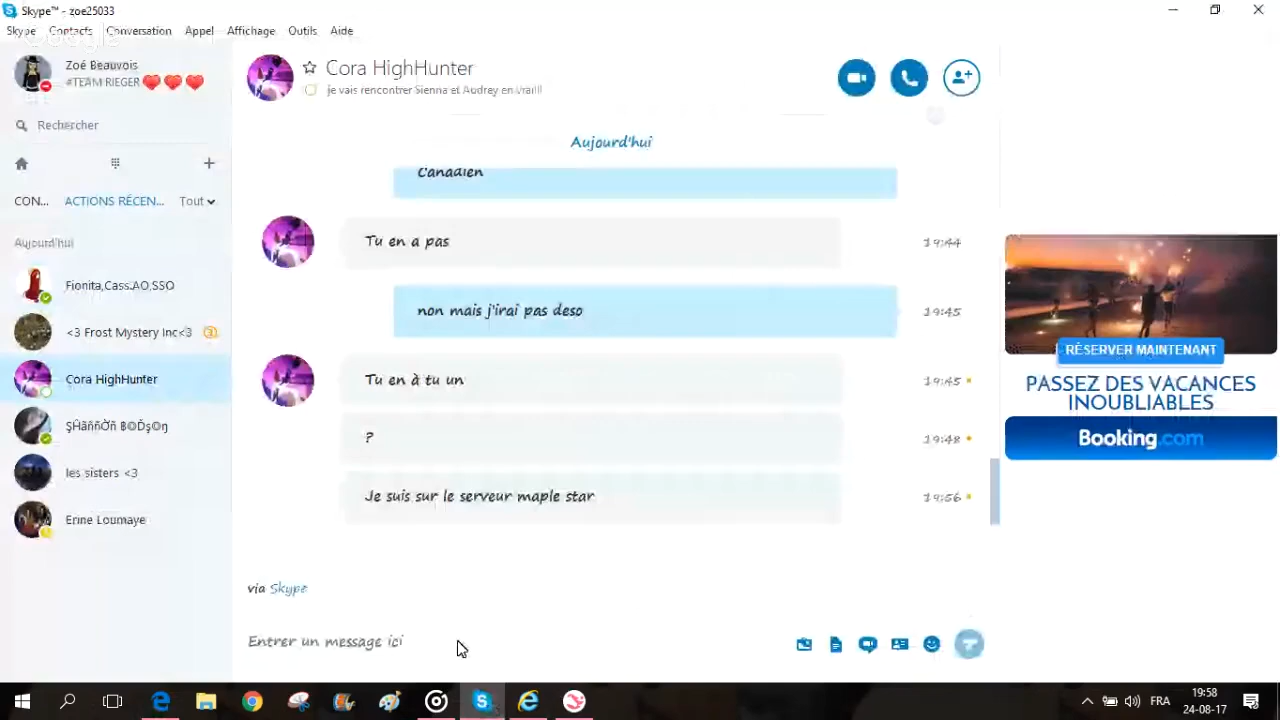 Skype™ - zoe25033
Skype Contacts Conversation Appel Affichage Outils Aide
Google
Zoé Beauvois
#TEAM RIEGER
Rechercher
CON... ACTIONS RÉCEN... Tout
Aujourd'hui
Fionita,Cass.AO,SSO
<3 Frost Mystery Inc<3
Cora HighHunter
les sisters <3
Erine Loumaye
Cora HighHunter
je vais rencontrer Sienna et Audrey en vrai!!!
Aujourd'hui
Canadien
Tu en a pas 19:44
non mais j'irai pas deso 19:45
Tu en à tu un 19:45
? 19:48
Je suis sur le serveur maple star 19:56
via Skype
Entrer un message ici
RÉSERVER MAINTENANT
PASSEZ DES VACANCES
INOUBLIABLES
Booking.com
FRA
19:58
24-08-17